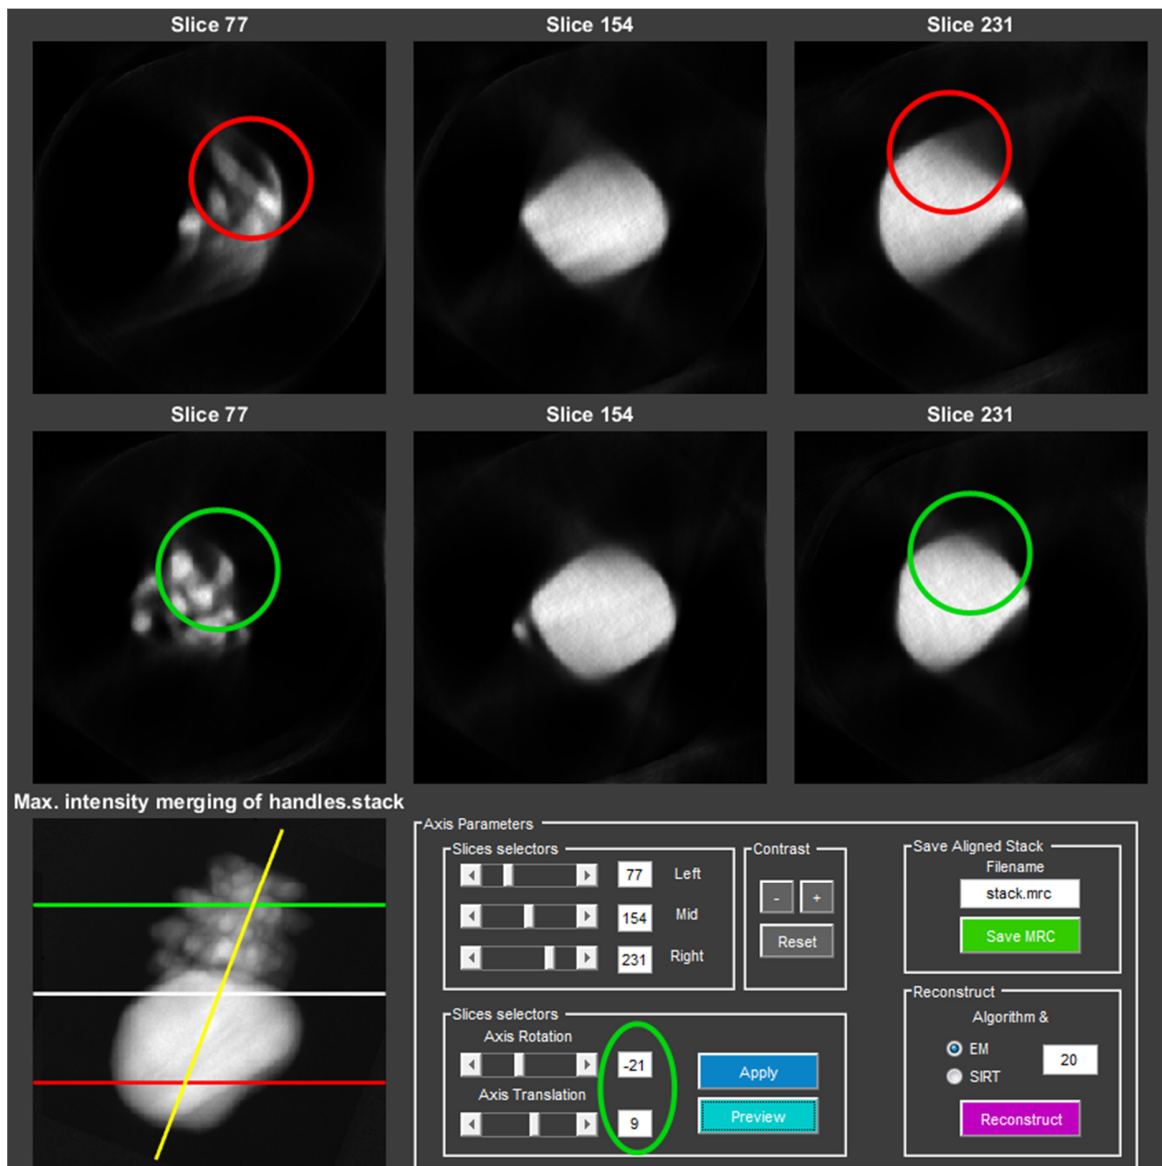 Slice 77
Slice 154
Slice 231
Slice 77
Slice 154
Slice 231
Max. intensity merging of handles.stack
Axis Parameters
Slices selectors
77 Left
154 Mid
231 Right
Contrast
- +
Reset
Save Aligned Stack
Filename
stack.mrc
Save MRC
Slices selectors
Axis Rotation
-21
Axis Translation
9
Apply
Preview
Reconstruct
Algorithm &
EM
20
SIRT
Reconstruct